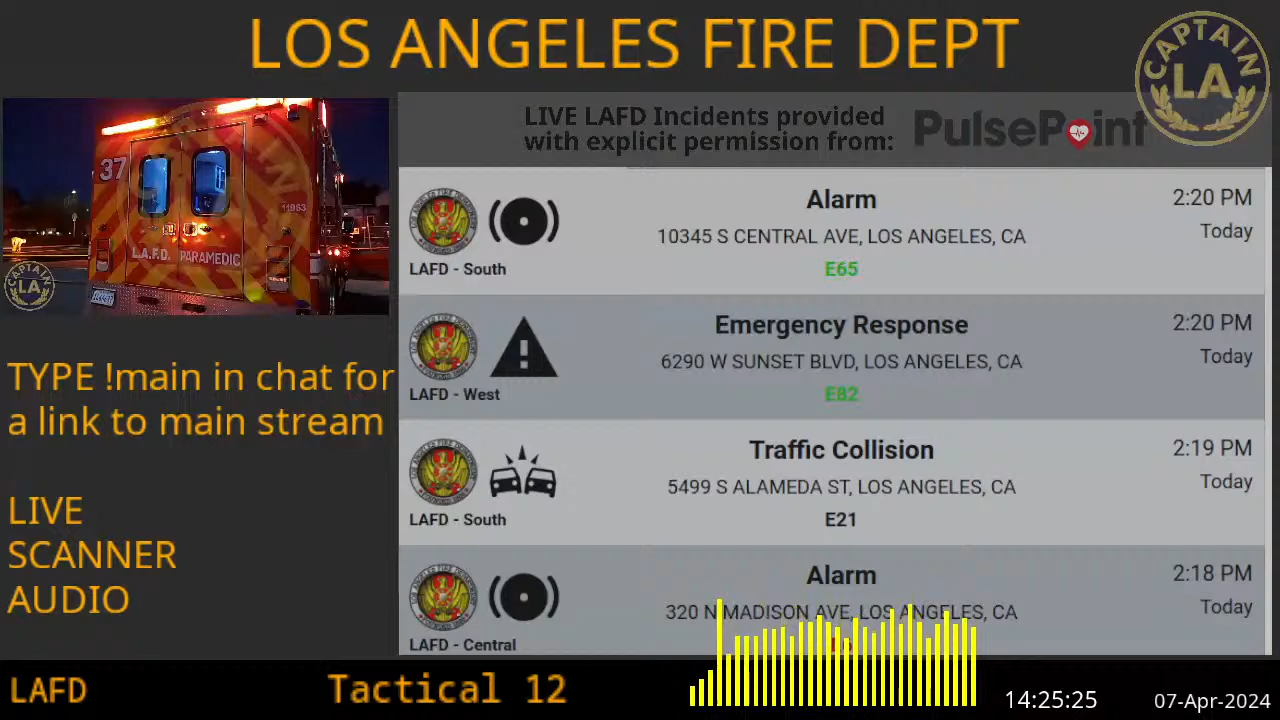 LOS ANGELES FIRE DEPT
CAPTAIN
LA
LIVE LAFD Incidents provided
with explicit permission from:
PulsePoint
37
11963
L.A.F.D. PARAMEDIC
CAPTAIN
LA
TYPE !main in chat for
a link to main stream
LIVE
SCANNER
AUDIO
Alarm
2:20 PM
10345 S CENTRAL AVE, LOS ANGELES, CA
Today
LAFD - South
E65
Emergency Response
2:20 PM
6290 W SUNSET BLVD, LOS ANGELES, CA
Today
LAFD - West
E82
Traffic Collision
2:19 PM
5499 S ALAMEDA ST, LOS ANGELES, CA
Today
LAFD - South
E21
Alarm
2:18 PM
320 N MADISON AVE, LOS ANGELES, CA
Today
LAFD - Central
LAFD
Tactical 12
14:25:25
07-Apr-2024